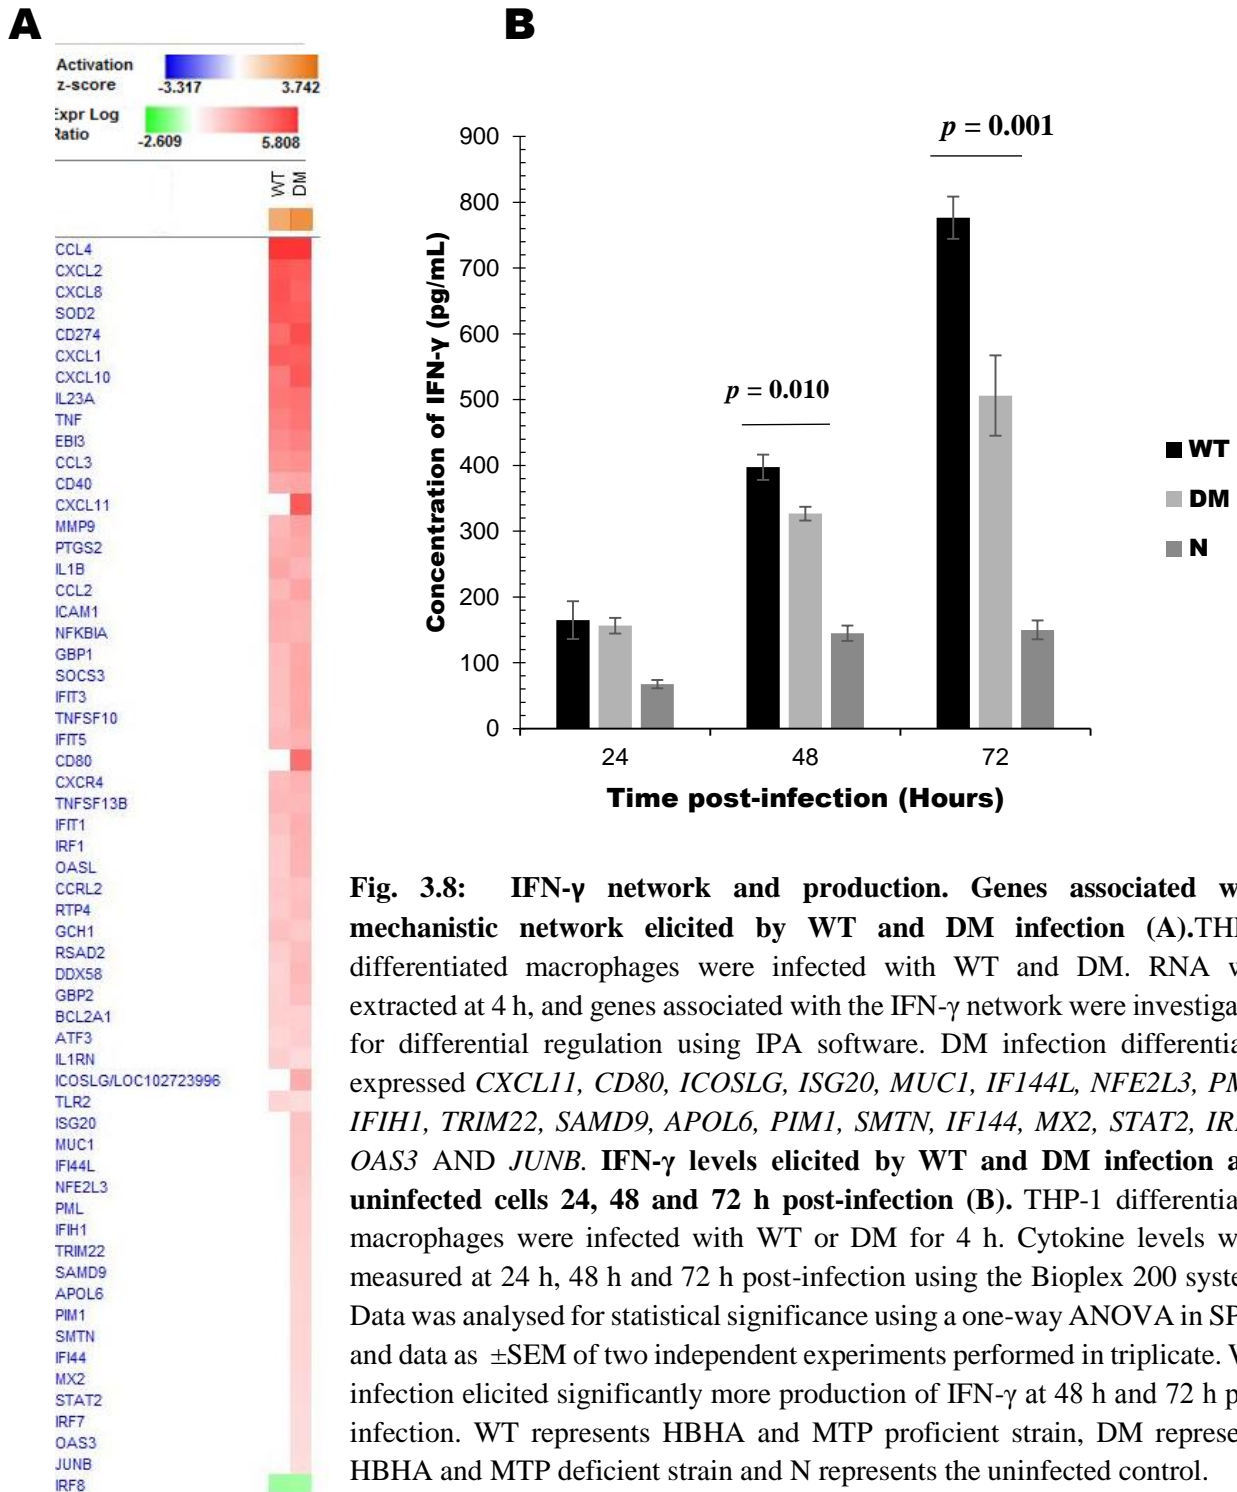 A
Activation
z-score
-3.317
3.742
Expr Log
Ratio
-2.609
5.808
WT
DM
CCL4
CXCL2
CXCL8
SOD2
CD274
CXCL1
CXCL10
IL23A
TNF
EBI3
CCL3
CD40
CXCL11
MMP9
PTGS2
IL1B
CCL2
ICAM1
NFKBIA
GBP1
SOCS3
IFIT3
TNFSF10
IFIT5
CD80
CXCR4
TNFSF13B
IFIT1
IRF1
OASL
CCRL2
RTP4
GCH1
RSAD2
DDX58
GBP2
BCL2A1
ATF3
IL1RN
ICOSLG/LOC102723996
TLR2
ISG20
MUC1
IFI44L
NFE2L3
PML
IFIH1
TRIM22
SAMD9
APOL6
PIM1
SMTN
IFI44
MX2
STAT2
IRF7
OAS3
JUNB
IRF8
B
Concentration of IFN-γ (pg/mL)
900
800
700
600
500
400
300
200
100
0
p = 0.010
p = 0.001
24
48
72
Time post-infection (Hours)
WT
DM
N
Fig. 3.8: IFN-γ network and production. Genes associated w
mechanistic network elicited by WT and DM infection (A).THI
differentiated macrophages were infected with WT and DM. RNA w
extracted at 4 h, and genes associated with the IFN-γ network were investiga
for differential regulation using IPA software. DM infection differentia
expressed CXCL11, CD80, ICOSLG, ISG20, MUC1, IF144L, NFE2L3, PM
IFIH1, TRIM22, SAMD9, APOL6, PIM1, SMTN, IF144, MX2, STAT2, IR
OAS3 AND JUNB. IFN-γ levels elicited by WT and DM infection a
uninfected cells 24, 48 and 72 h post-infection (B). THP-1 differentia
macrophages were infected with WT or DM for 4 h. Cytokine levels w
measured at 24 h, 48 h and 72 h post-infection using the Bioplex 200 syste
Data was analysed for statistical significance using a one-way ANOVA in SP
and data as ±SEM of two independent experiments performed in triplicate. W
infection elicited significantly more production of IFN-γ at 48 h and 72 h p
infection. WT represents HBHA and MTP proficient strain, DM represe
HBHA and MTP deficient strain and N represents the uninfected control.